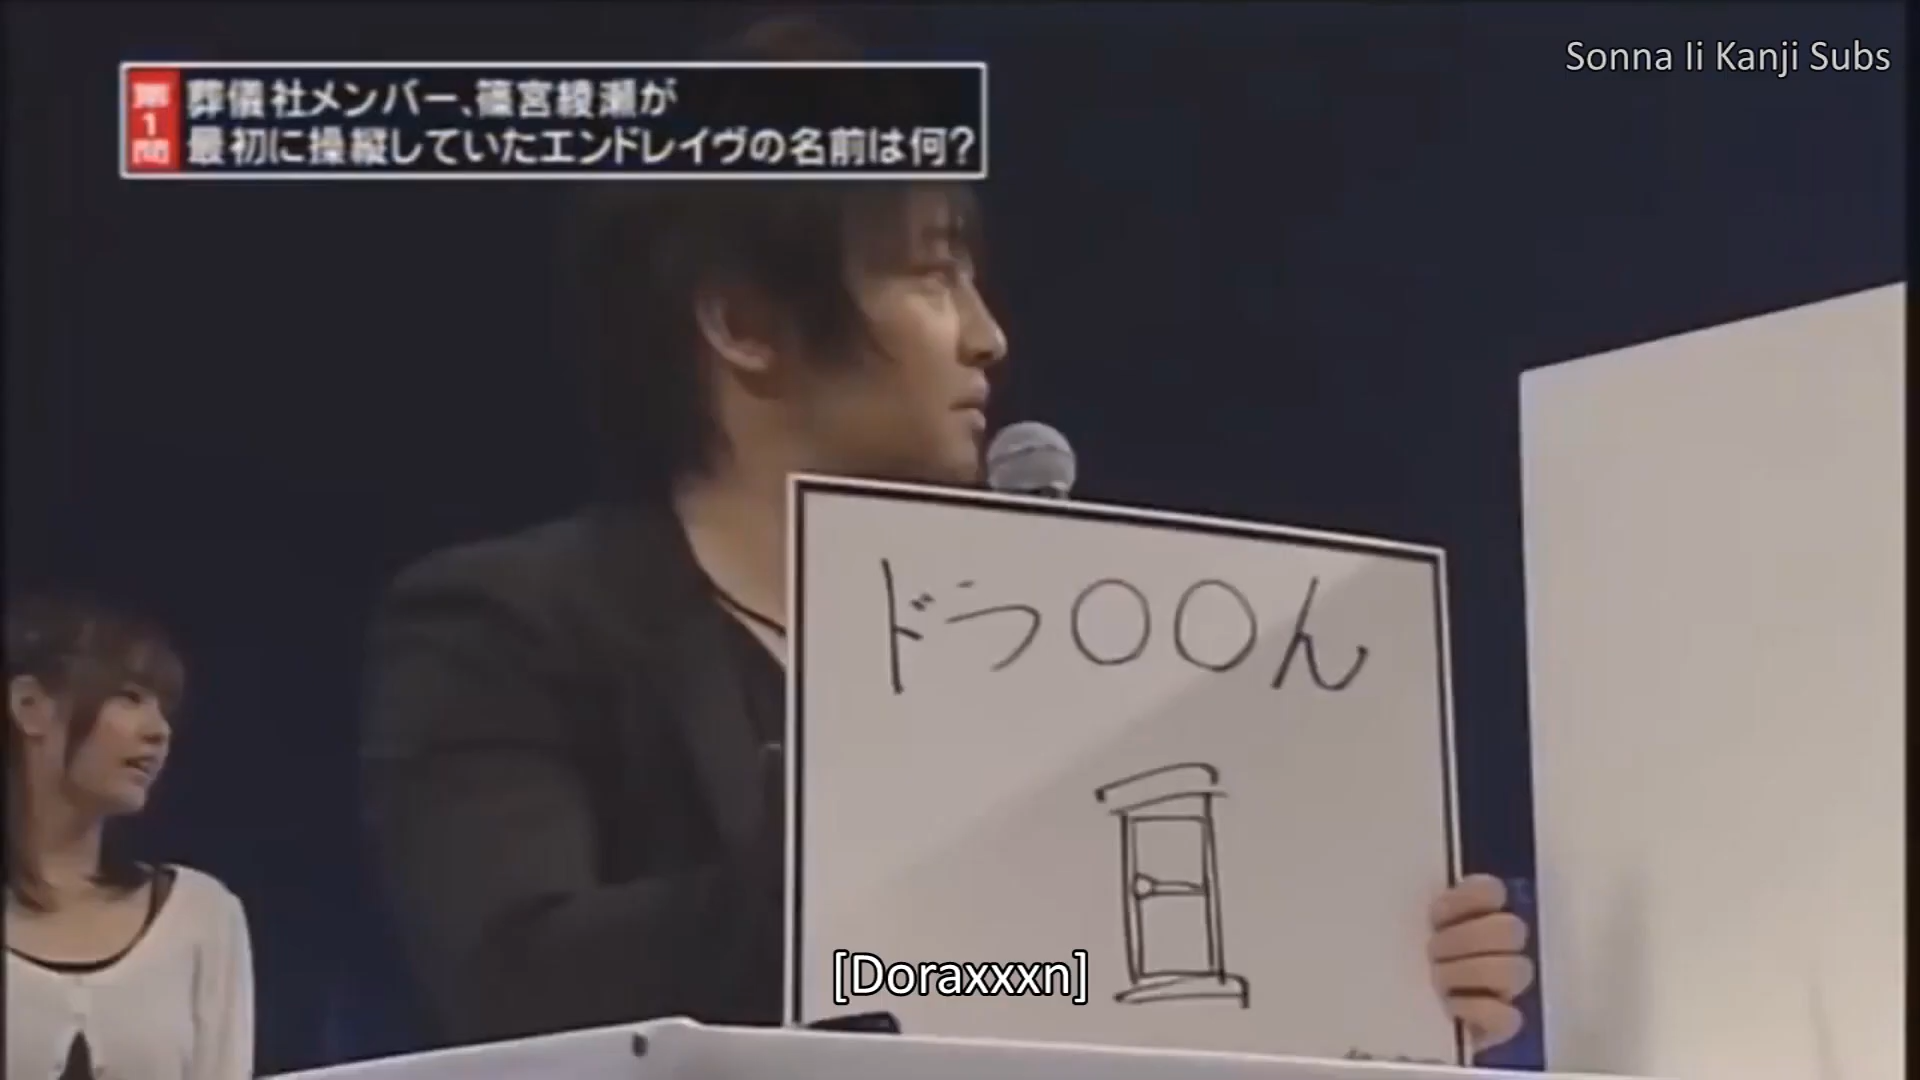 Sonna Ii Kanji Subs
第1問
葬儀社メンバー、篠宮綾瀬が
最初に操縦していたエンドレイヴの名前は何?
ドラ〇〇ん
[Doraxxxn]